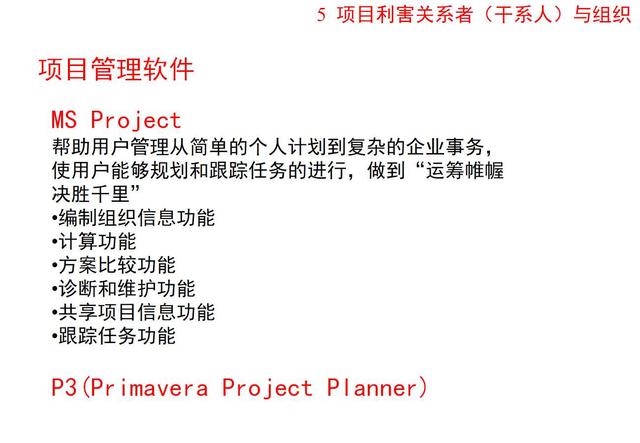 5 项目利害关系者（干系人）与组织
项目管理软件
MS Project
帮助用户管理从简单的个人计划到复杂的企业事务，
使用户能够规划和跟踪任务的进行，做到“运筹帷幄
决胜千里”
•编制组织信息功能
•计算功能
•方案比较功能
•诊断和维护功能
•共享项目信息功能
•跟踪任务功能
P3(Primavera Project Planner)